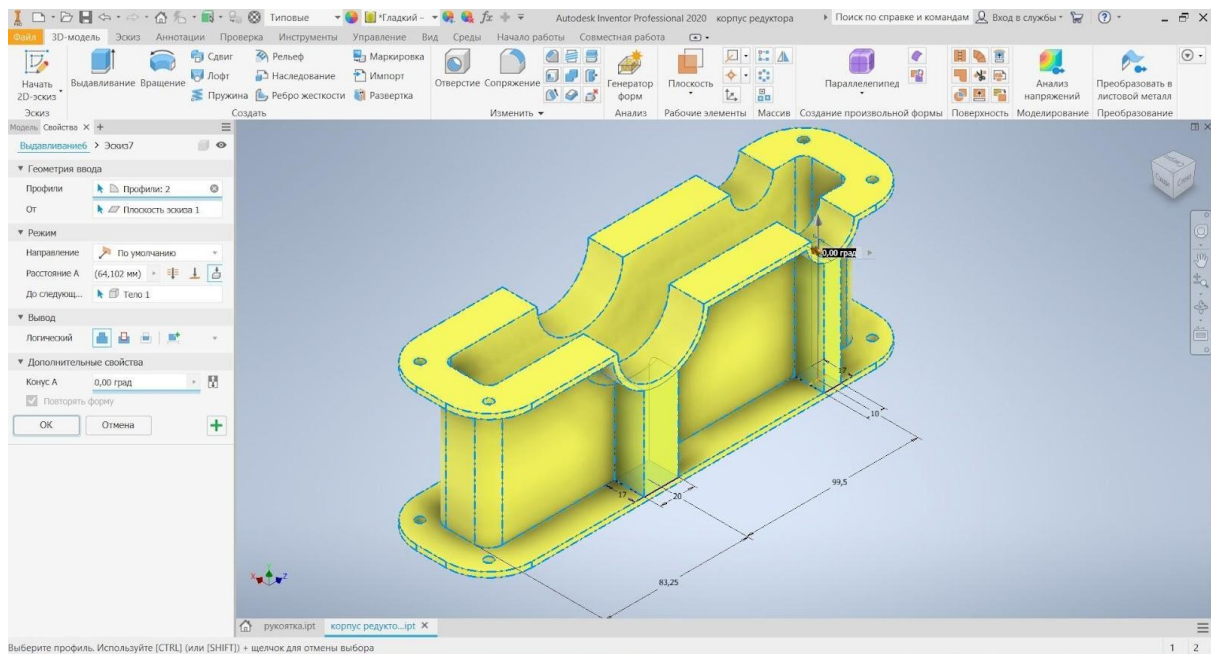 Типовые
*Гладкий -
Autodesk Inventor Professional 2020 корпус редуктора
Поиск по справке и командам
Вход в службы
Файл 3D-модель Эскиз Аннотации Проверка Инструменты Управление Вид Среды Начало работы Совместная работа
Начать 2D-эскиз
Выдавливание Вращение
Сдвиг Рельеф Маркировка
Лофт Наследование Импорт
Пружина Ребро жесткости Развертка
Отверстие Сопряжение
Генератор форм
Плоскость
Параллелепипед
Анализ напряжений
Преобразовать в листовой металл
Эскиз Создать Изменить Анализ Рабочие элементы Массив Создание произвольной формы Поверхность Моделирование Преобразование
Модель Свойства × +
Выдавливание6 > Эскиз7
Геометрия ввода
Профили Профили: 2
От Плоскость эскиза 1
Режим
Направление По умолчанию
Расстояние A (64,102 мм)
До следующ... Тело 1
Вывод
Логический
Дополнительные свойства
Конус A 0,00 град
Повторять форму
ОК Отмена +
0,00 град
17
10
99,5
17
20
83,25
X Y Z
рукоятка.ipt корпус редукто...ipt ×
Выберите профиль. Используйте [CTRL] (или [SHIFT]) + щелчок для отмены выбора
1 2